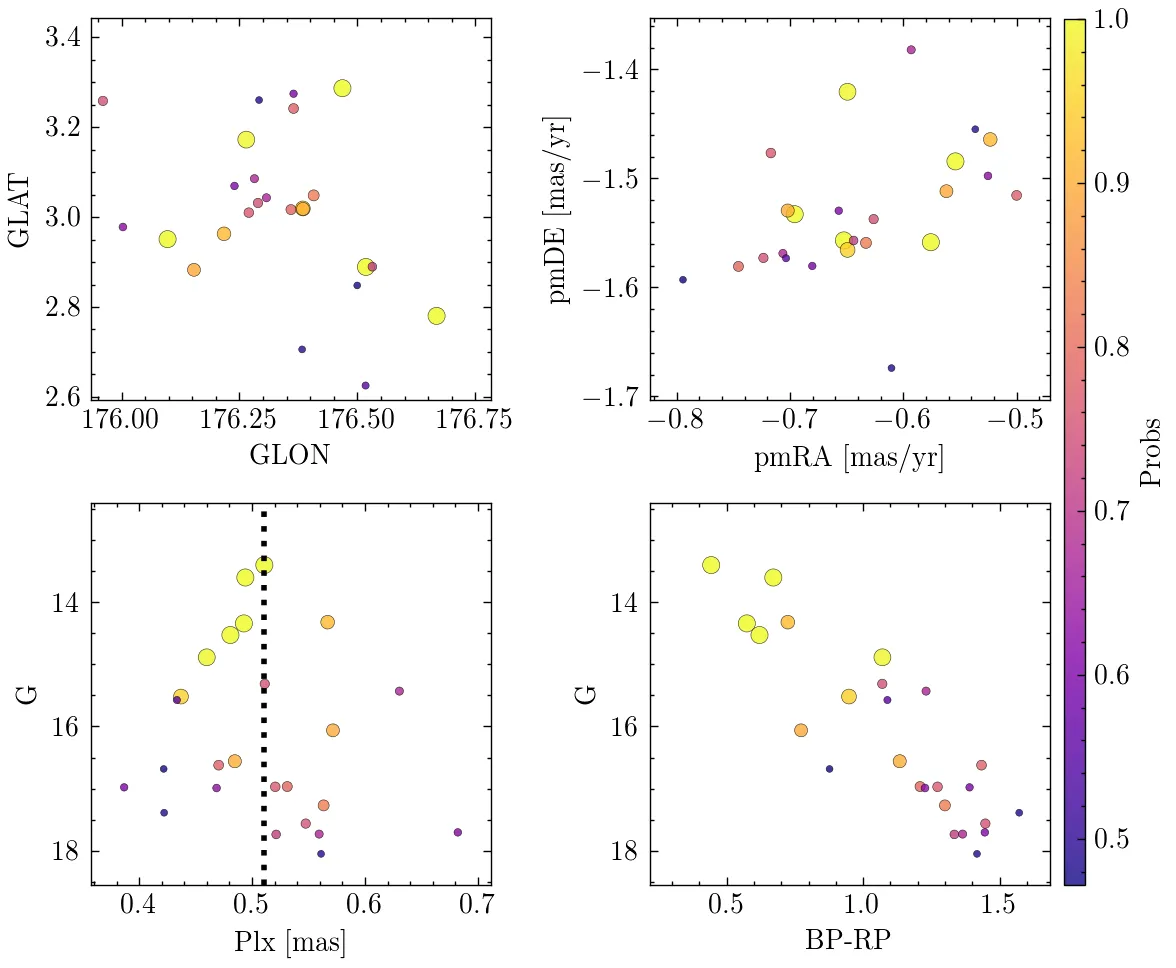 3.4
3.2
3.0
2.8
2.6
GLAT
176.00 176.25 176.50 176.75
GLON
−1.4
−1.5
−1.6
−1.7
pmDE [mas/yr]
−0.8 −0.7 −0.6 −0.5
pmRA [mas/yr]
14
16
18
G
0.4 0.5 0.6 0.7
Plx [mas]
14
16
18
G
0.5 1.0 1.5
BP-RP
1.0
0.9
0.8
0.7
0.6
0.5
Probs